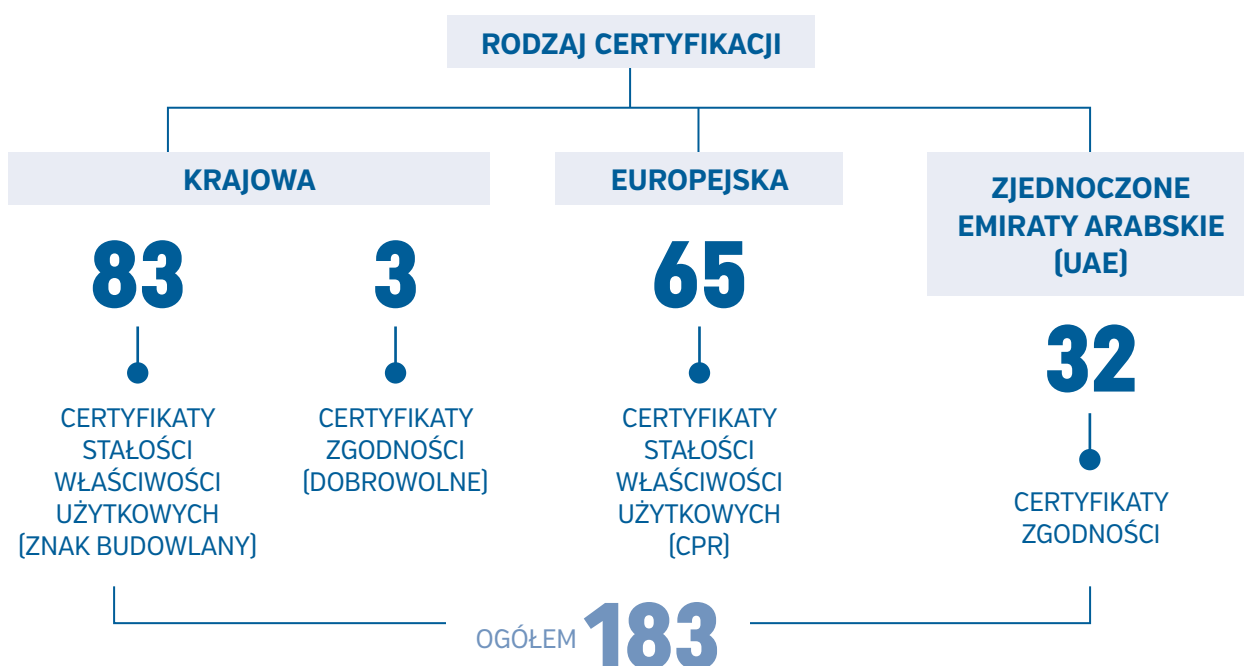 RODZAJ CERTYFIKACJI
KRAJOWA
83
CERTYFIKATY
STAŁOŚCI
WŁAŚCIWOŚCI
UŻYTKOWYCH
(ZNAK BUDOWLANY)
3
CERTYFIKATY
ZGODNOŚCI
(DOBROWOLNE)
EUROPEJSKA
65
CERTYFIKATY
STAŁOŚCI
WŁAŚCIWOŚCI
UŻYTKOWYCH
(CPR)
ZJEDNOCZONE
EMIRATY ARABSKIE
(UAE)
32
CERTYFIKATY
ZGODNOŚCI
OGÓŁEM 183